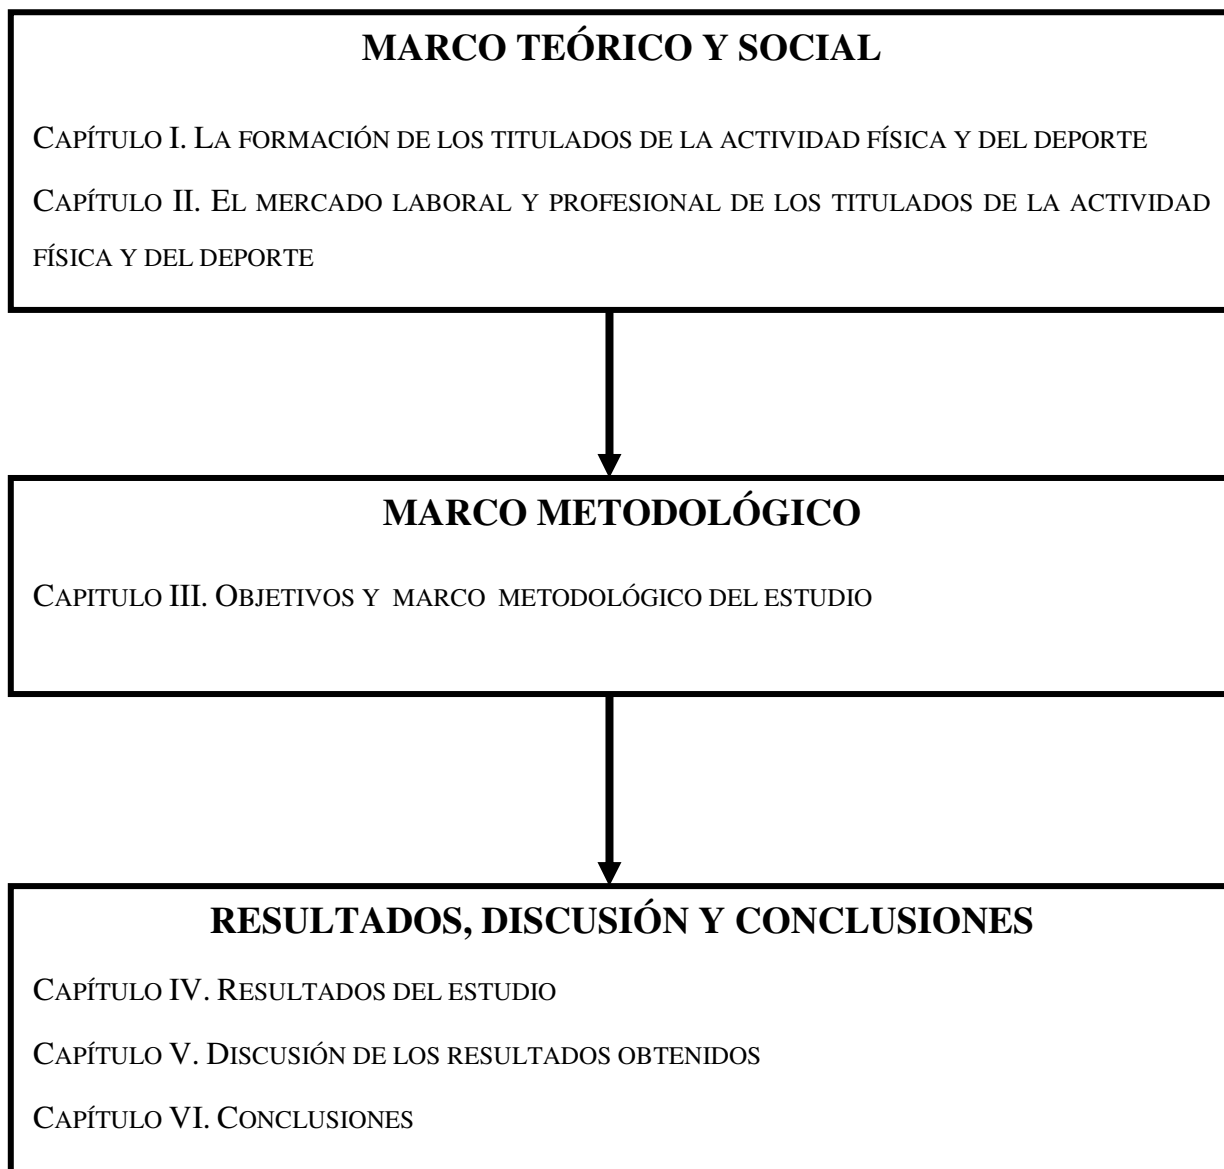 MARCO TEÓRICO Y SOCIAL
CAPÍTULO I. LA FORMACIÓN DE LOS TITULADOS DE LA ACTIVIDAD FÍSICA Y DEL DEPORTE
CAPÍTULO II. EL MERCADO LABORAL Y PROFESIONAL DE LOS TITULADOS DE LA ACTIVIDAD
FÍSICA Y DEL DEPORTE
MARCO METODOLÓGICO
CAPITULO III. OBJETIVOS Y MARCO METODOLÓGICO DEL ESTUDIO
RESULTADOS, DISCUSIÓN Y CONCLUSIONES
CAPÍTULO IV. RESULTADOS DEL ESTUDIO
CAPÍTULO V. DISCUSIÓN DE LOS RESULTADOS OBTENIDOS
CAPÍTULO VI. CONCLUSIONES